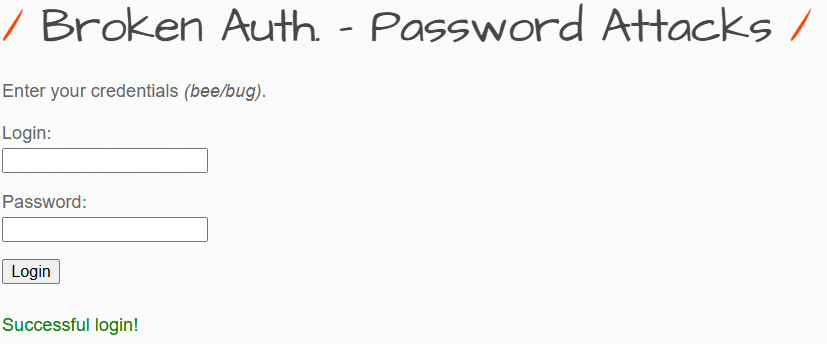 / Broken Auth. - Password Attacks /
Enter your credentials (bee/bug).
Login:
Password:
Login
Successful login!